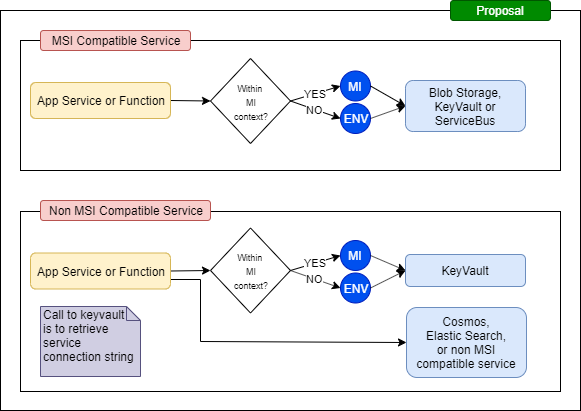 Proposal
MSI Compatible Service
App Service or Function
Within
MI
context?
YES
NO
MI
ENV
Blob Storage,
KeyVault or
ServiceBus
Non MSI Compatible Service
App Service or Function
Within
MI
context?
YES
NO
MI
ENV
KeyVault
Call to keyvault
is to retrieve
service
connection string
Cosmos,
Elastic Search,
or non MSI
compatible service